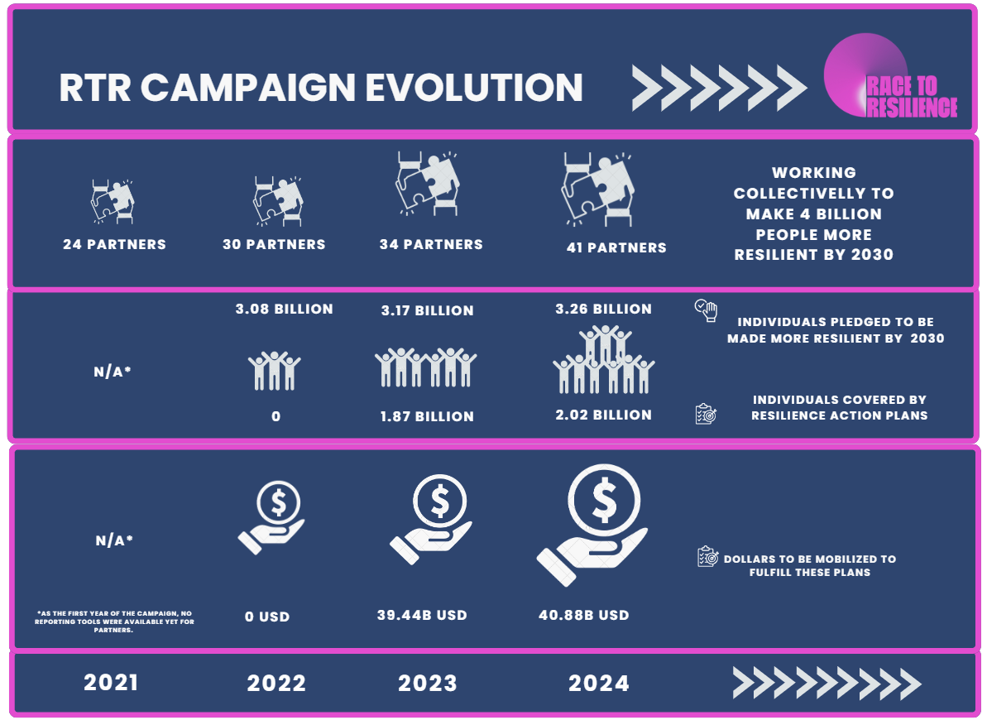 RTR CAMPAIGN EVOLUTION
RACE TO
RESILIENCE
24 PARTNERS
30 PARTNERS
34 PARTNERS
41 PARTNERS
WORKING
COLLECTIVELLY TO
MAKE 4 BILLION
PEOPLE MORE
RESILIENT BY 2030
N/A*
3.08 BILLION
3.17 BILLION
3.26 BILLION
INDIVIDUALS PLEDGED TO BE
MADE MORE RESILIENT BY 2030
0
1.87 BILLION
2.02 BILLION
INDIVIDUALS COVERED BY
RESILIENCE ACTION PLANS
N/A*
$
$
$
DOLLARS TO BE MOBILIZED TO
FULFILL THESE PLANS
*AS THE FIRST YEAR OF THE CAMPAIGN, NO
REPORTING TOOLS WERE AVAILABLE YET FOR
PARTNERS.
0 USD
39.44B USD
40.88B USD
2021
2022
2023
2024